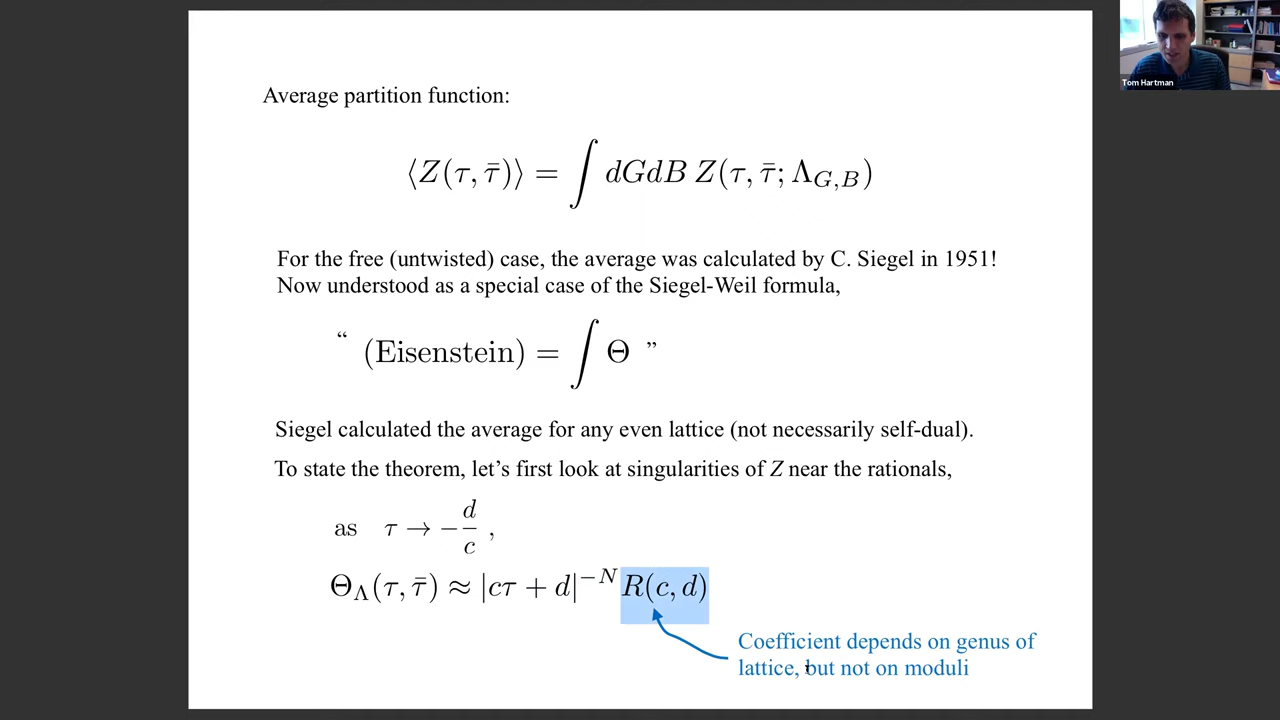 Average partition function:
⟨Z(τ, τ̄)⟩ = ∫ dGdB Z(τ, τ̄; Λ_{G,B})
For the free (untwisted) case, the average was calculated by C. Siegel in 1951!
Now understood as a special case of the Siegel-Weil formula,
“ (Eisenstein) = ∫ Θ ”
Siegel calculated the average for any even lattice (not necessarily self-dual).
To state the theorem, let’s first look at singularities of Z near the rationals,
as τ → −d/c ,
Θ_Λ(τ, τ̄) ≈ |cτ + d|^{−N} R(c, d)
Coefficient depends on genus of
lattice, but not on moduli
Tom Hartman